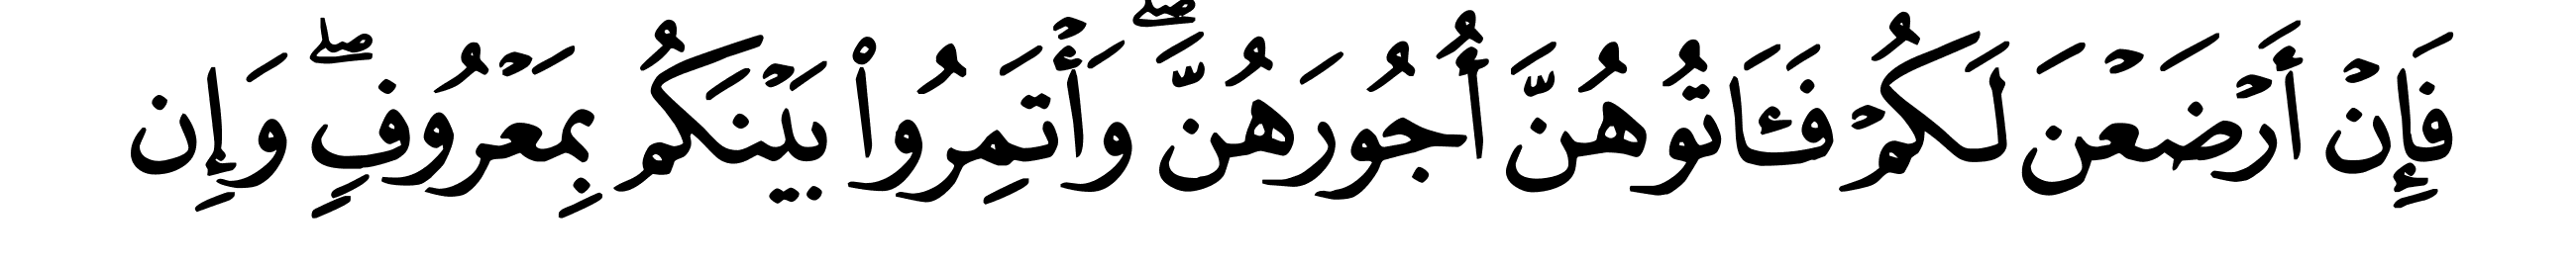 فَإِنْ أَرْضَعْنَ لَكُمْ فَـَٔاتُوهُنَّ أُجُورَهُنَّ ۖ وَأْتَمِرُوا۟ بَيْنَكُم بِمَعْرُوفٍ ۖ وَإِن